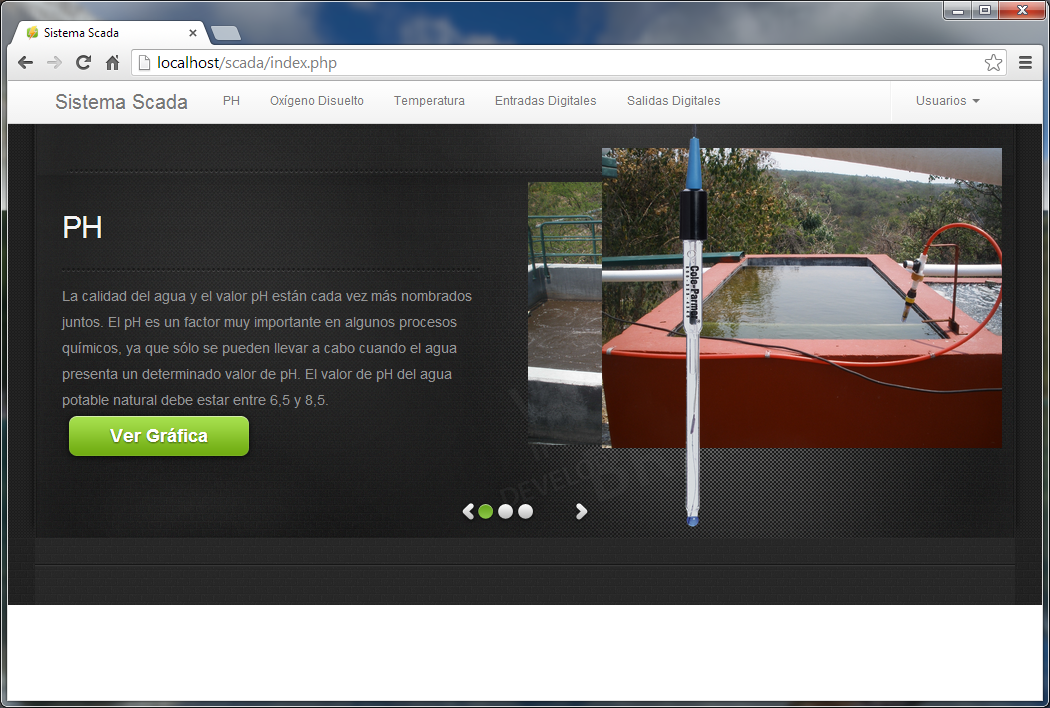 Sistema Scada
localhost/scada/index.php
Sistema Scada PH Oxígeno Disuelto Temperatura Entradas Digitales Salidas Digitales Usuarios
PH
La calidad del agua y el valor pH están cada vez más nombrados
juntos. El pH es un factor muy importante en algunos procesos
químicos, ya que sólo se pueden llevar a cabo cuando el agua
presenta un determinado valor de pH. El valor de pH del agua
potable natural debe estar entre 6,5 y 8,5.
Ver Gráfica
Cole-Parmer